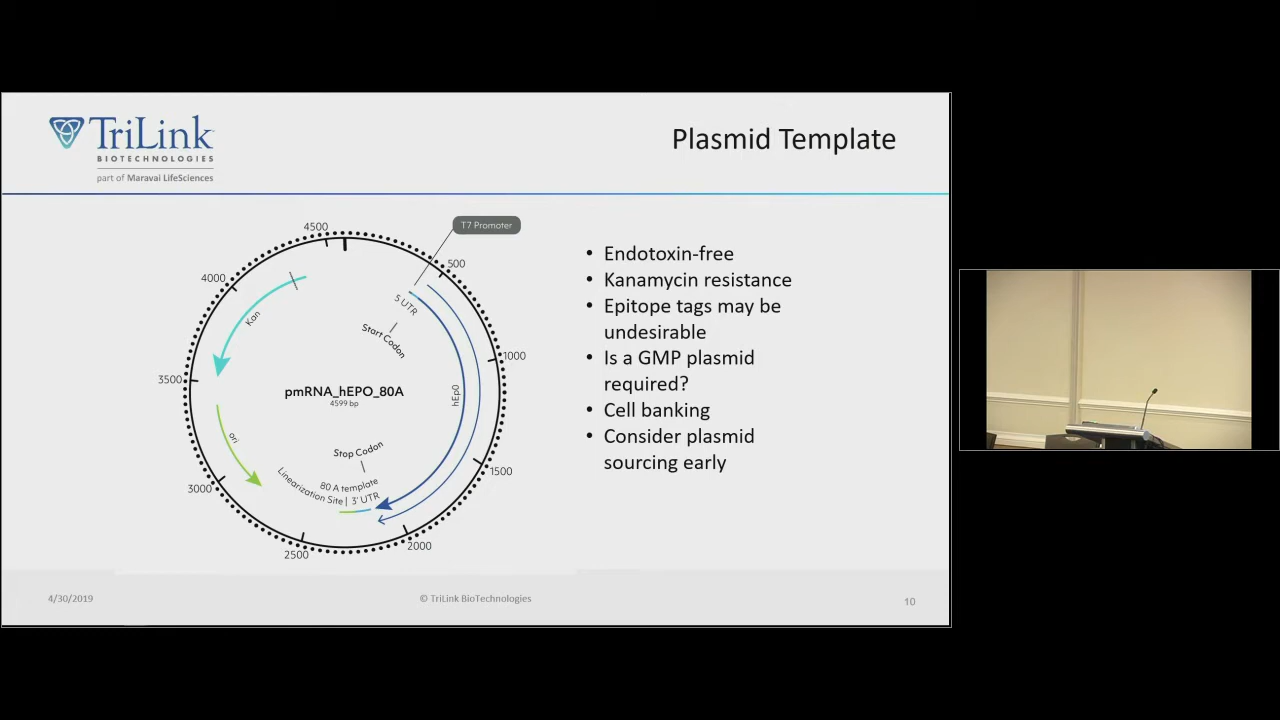 TriLink
BIOTECHNOLOGIES
part of Maravai LifeSciences
Plasmid Template
T7 Promoter
4500
500
4000
1000
3500
1500
3000
2000
2500
Kan
5 UTR
Start Codon
pmRNA_hEPO_80A
4599 bp
hEp0
ori
Stop Codon
80 A template
Linearization Site | 3' UTR
• Endotoxin-free
• Kanamycin resistance
• Epitope tags may be
undesirable
• Is a GMP plasmid
required?
• Cell banking
• Consider plasmid
sourcing early
4/30/2019
© TriLink BioTechnologies
10